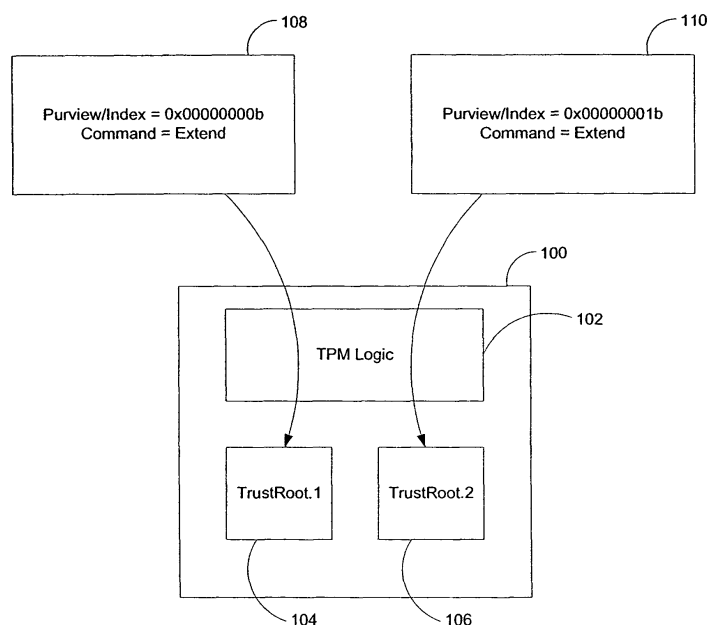 108
110
Purview/Index = 0x00000000b
Command = Extend
Purview/Index = 0x00000001b
Command = Extend
100
102
TPM Logic
TrustRoot.1
TrustRoot.2
104
106